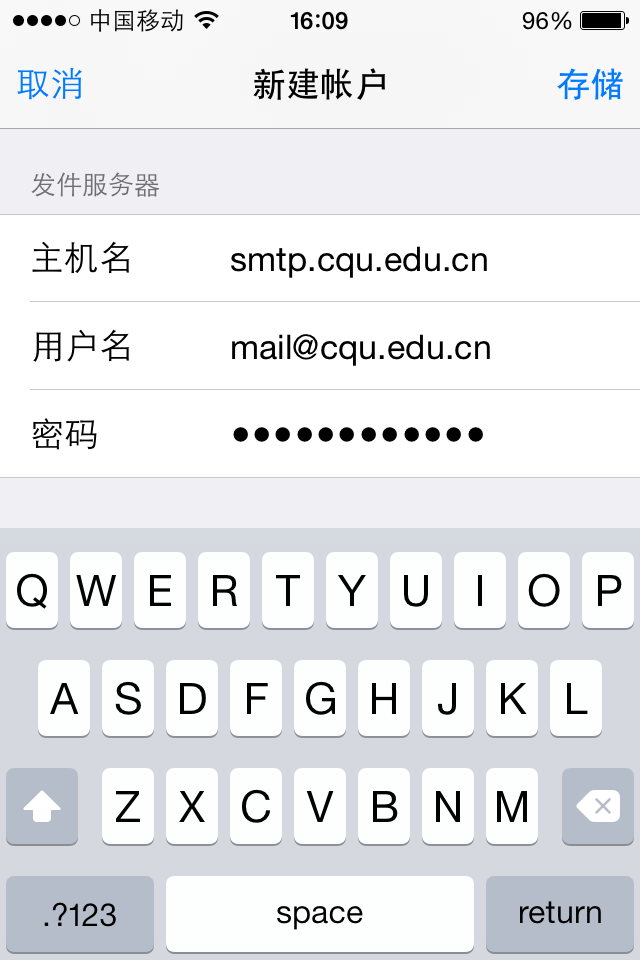 中国移动 16:09 96%
取消 新建帐户 存储
发件服务器
主机名 smtp.cqu.edu.cn
用户名 mail@cqu.edu.cn
密码 ●●●●●●●●●●●●
Q W E R T Y U I O P
A S D F G H J K L
Z X C V B N M
.?123 space return